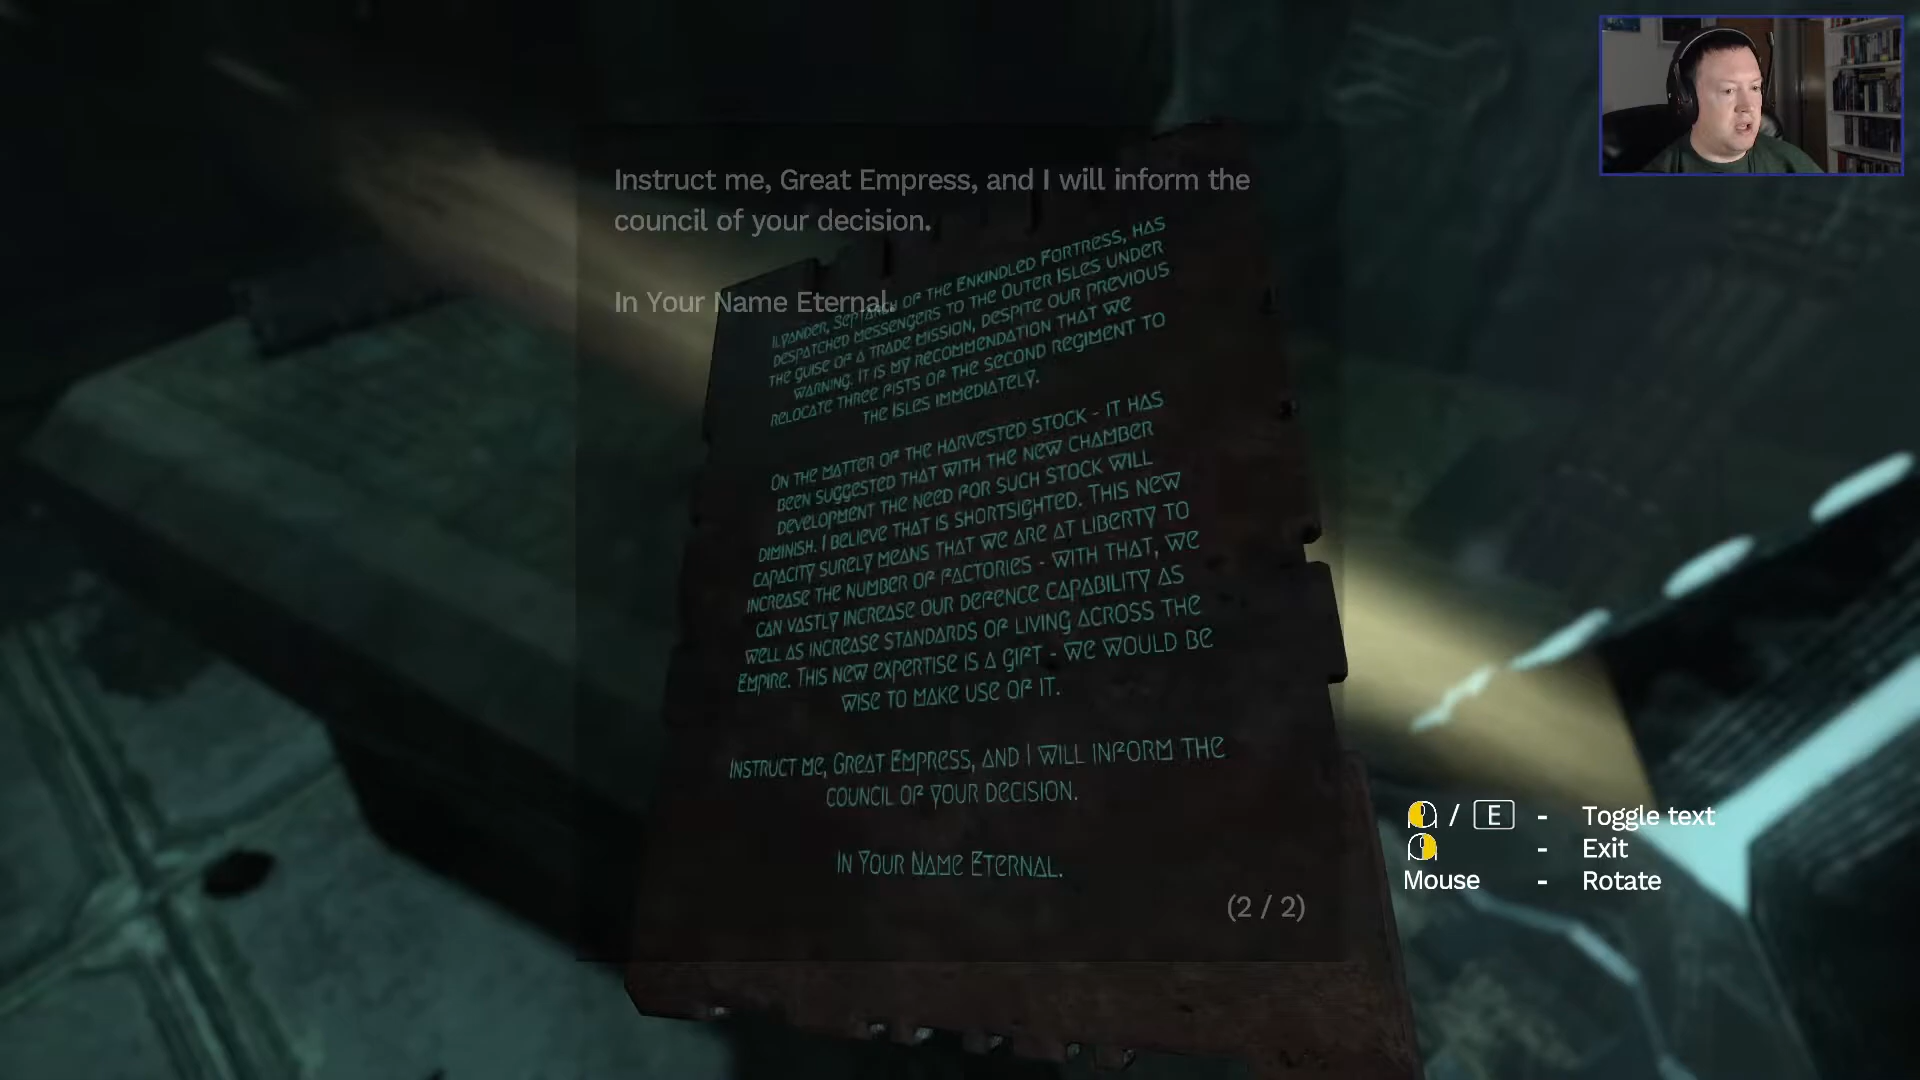 Instruct me, Great Empress, and I will inform the
council of your decision.
In Your Name Eternal.
of the Enkindled Fortress, has
despatched messengers to the Outer Isles under
the guise of a trade mission, despite our previous
warning. It is my recommendation that we
relocate three fists of the second regiment to
the Isles immediately.
On the matter of the harvested stock - it has
been suggested that with the new chamber
development the need for such stock will
diminish. I believe that is shortsighted. This new
capacity surely means that we are at liberty to
increase the number of factories - with that, we
can vastly increase our defence capability as
well as increase standards of living across the
Empire. This new expertise is a gift - we would be
wise to make use of it.
Instruct me, Great Empress, and I will inform the
council of your decision.
In Your Name Eternal.
(2 / 2)
/ E - Toggle text
- Exit
Mouse - Rotate